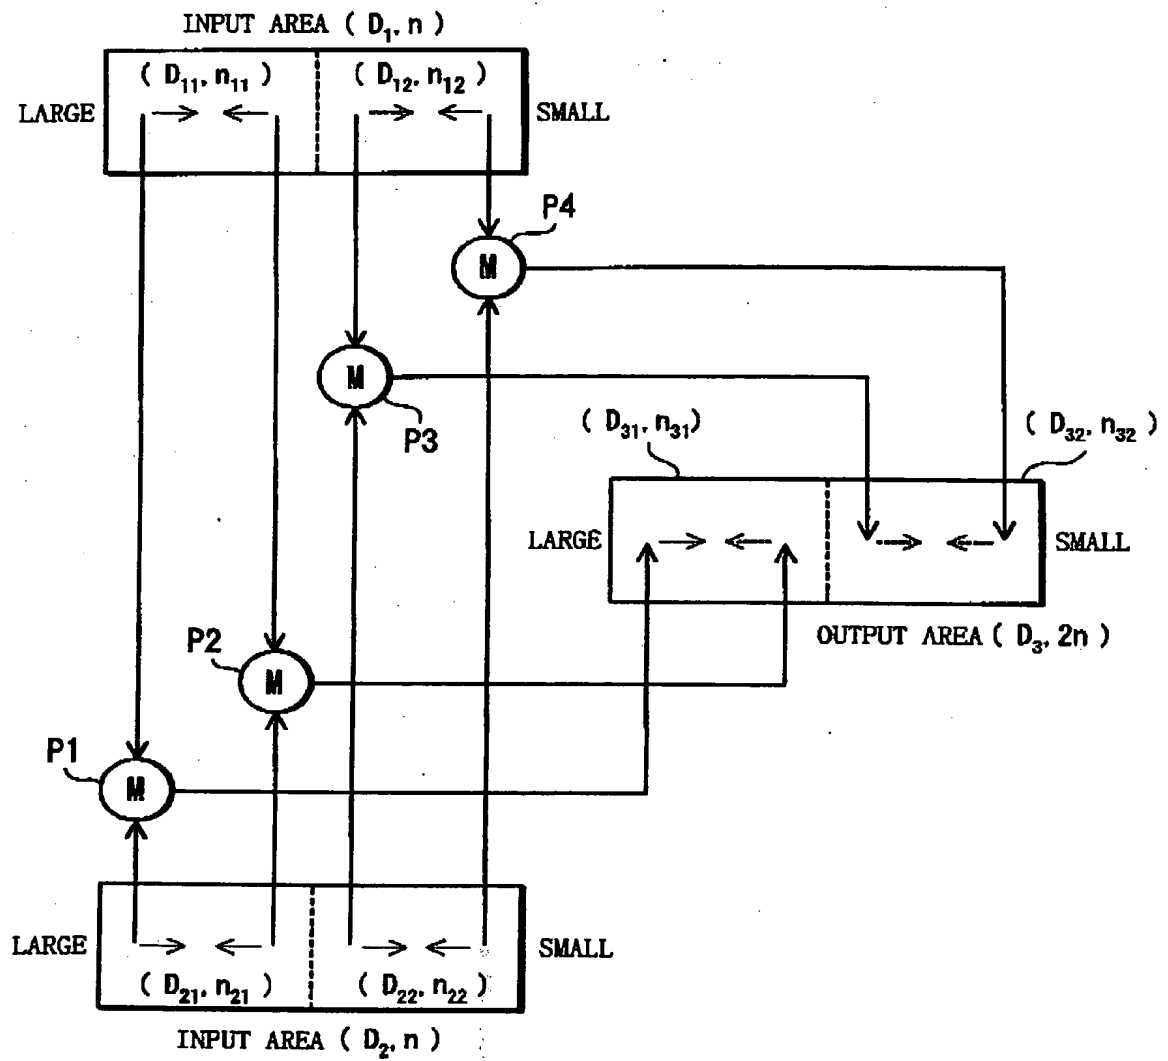 INPUT AREA ( D₁, n )
( D₁₁, n₁₁ ) ( D₁₂, n₁₂ )
LARGE SMALL
P4
M
M
P3
( D₃₁, n₃₁ ) ( D₃₂, n₃₂ )
LARGE SMALL
OUTPUT AREA ( D₃, 2n )
P2
M
P1
M
LARGE SMALL
( D₂₁, n₂₁ ) ( D₂₂, n₂₂ )
INPUT AREA ( D₂, n )